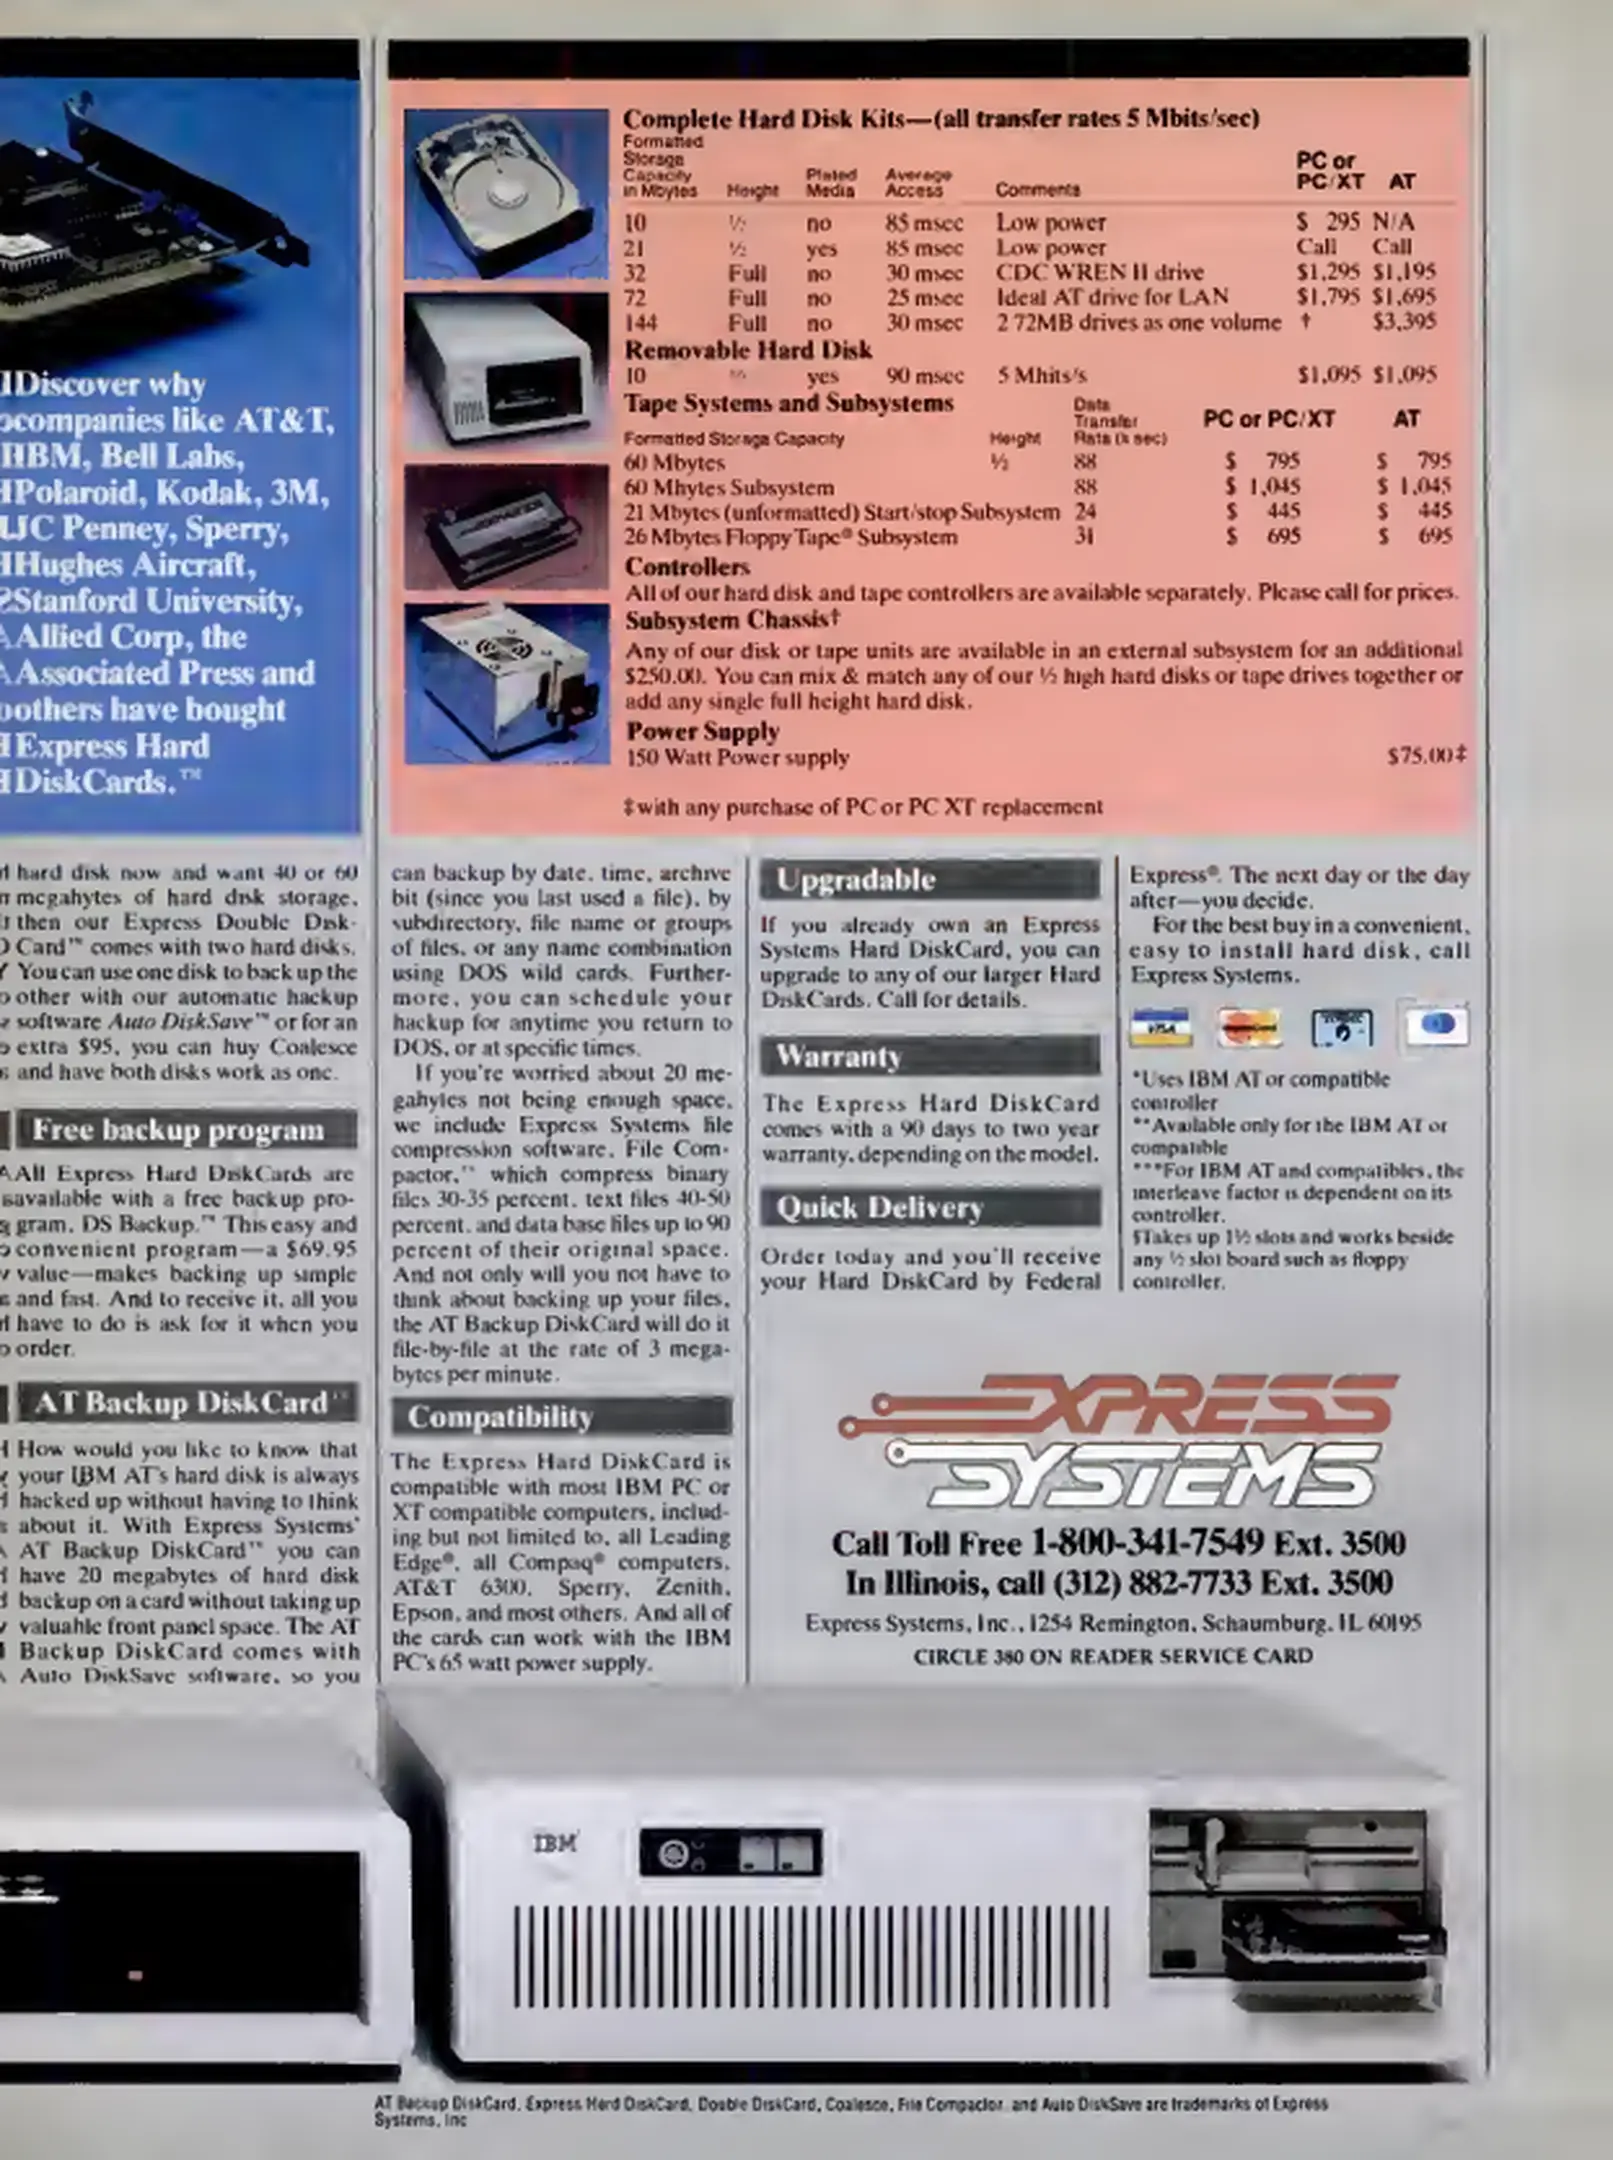 Discover why
companies like AT&T,
IBM, Bell Labs,
Polaroid, Kodak, 3M,
JC Penney, Sperry,
Hughes Aircraft,
Stanford University,
Allied Corp, the
Associated Press and
others have bought
Express Hard
DiskCards.™
Complete Hard Disk Kits—(all transfer rates 5 Mbits/sec)
Formatted
Storage
Capacity
in Mbytes Height Plated
Media Average
Access Comments PC or
PC/XT AT
10 ½ no 85 msec Low power $ 295 N/A
21 ½ yes 85 msec Low power Call Call
32 Full no 30 msec CDC WREN II drive $1,295 $1,195
72 Full no 25 msec Ideal AT drive for LAN $1,795 $1,695
144 Full no 30 msec 2 72MB drives as one volume † $3,395
Removable Hard Disk
10 ½ yes 90 msec 5 Mbits/s $1,095 $1,095
Tape Systems and Subsystems
Formatted Storage Capacity Height Data
Transfer
Rata (k sec) PC or PC/XT AT
60 Mbytes ½ 88 $ 795 $ 795
60 Mbytes Subsystem 88 $ 1,045 $ 1,045
21 Mbytes (unformatted) Start/stop Subsystem 24 $ 445 $ 445
26 Mbytes Floppy Tape® Subsystem 31 $ 695 $ 695
Controllers
All of our hard disk and tape controllers are available separately. Please call for prices.
Subsystem Chassis†
Any of our disk or tape units are available in an external subsystem for an additional
$250.00. You can mix & match any of our ½ high hard disks or tape drives together or
add any single full height hard disk.
Power Supply
150 Watt Power supply $75.00‡
‡with any purchase of PC or PC XT replacement
hard disk now and want 40 or 60
megahytes of hard disk storage,
then our Express Double Disk-
Card™ comes with two hard disks.
You can use one disk to back up the
other with our automatic backup
software Auto DiskSave™ or for an
extra $95, you can buy Coalesce
and have both disks work as one.
Free backup program
All Express Hard DiskCards are
available with a free backup pro-
gram, DS Backup.™ This easy and
convenient program—a $69.95
value—makes backing up simple
and fast. And to receive it, all you
have to do is ask for it when you
order.
AT Backup DiskCard™
How would you like to know that
your IBM AT's hard disk is always
backed up without having to think
about it. With Express Systems'
AT Backup DiskCard™ you can
have 20 megabytes of hard disk
backup on a card without taking up
valuable front panel space. The AT
Backup DiskCard comes with
Auto DiskSave software, so you
can backup by date, time, archive
bit (since you last used a file), by
subdirectory, file name or groups
of files, or any name combination
using DOS wild cards. Further-
more, you can schedule your
backup for anytime you return to
DOS, or at specific times.
If you're worried about 20 me-
gabytes not being enough space,
we include Express Systems file
compression software, File Com-
pactor,™ which compress binary
files 30-35 percent, text files 40-50
percent, and data base files up to 90
percent of their original space.
And not only will you not have to
think about backing up your files,
the AT Backup DiskCard will do it
file-by-file at the rate of 3 mega-
bytes per minute.
Compatibility
The Express Hard DiskCard is
compatible with most IBM PC or
XT compatible computers, includ-
ing but not limited to, all Leading
Edge®, all Compaq® computers,
AT&T 6300, Sperry, Zenith,
Epson, and most others. And all of
the cards can work with the IBM
PC's 65 watt power supply.
Upgradable
If you already own an Express
Systems Hard DiskCard, you can
upgrade to any of our larger Hard
DiskCards. Call for details.
Warranty
The Express Hard DiskCard
comes with a 90 days to two year
warranty, depending on the model.
Quick Delivery
Order today and you'll receive
your Hard DiskCard by Federal
Express®. The next day or the day
after—you decide.
For the best buy in a convenient,
easy to install hard disk, call
Express Systems.
VISA MasterCard
*Uses IBM AT or compatible
controller
**Available only for the IBM AT or
compatible
***For IBM AT and compatibles, the
interleave factor is dependent on its
controller.
§Takes up 1½ slots and works beside
any ½ slot board such as floppy
controller.
EXPRESS
SYSTEMS
Call Toll Free 1-800-341-7549 Ext. 3500
In Illinois, call (312) 882-7733 Ext. 3500
Express Systems, Inc., 1254 Remington, Schaumburg, IL 60195
CIRCLE 380 ON READER SERVICE CARD
IBM
AT Backup DiskCard, Express Hard DiskCard, Double DiskCard, Coalesce, File Compactor, and Auto DiskSave are trademarks of Express
Systems, Inc